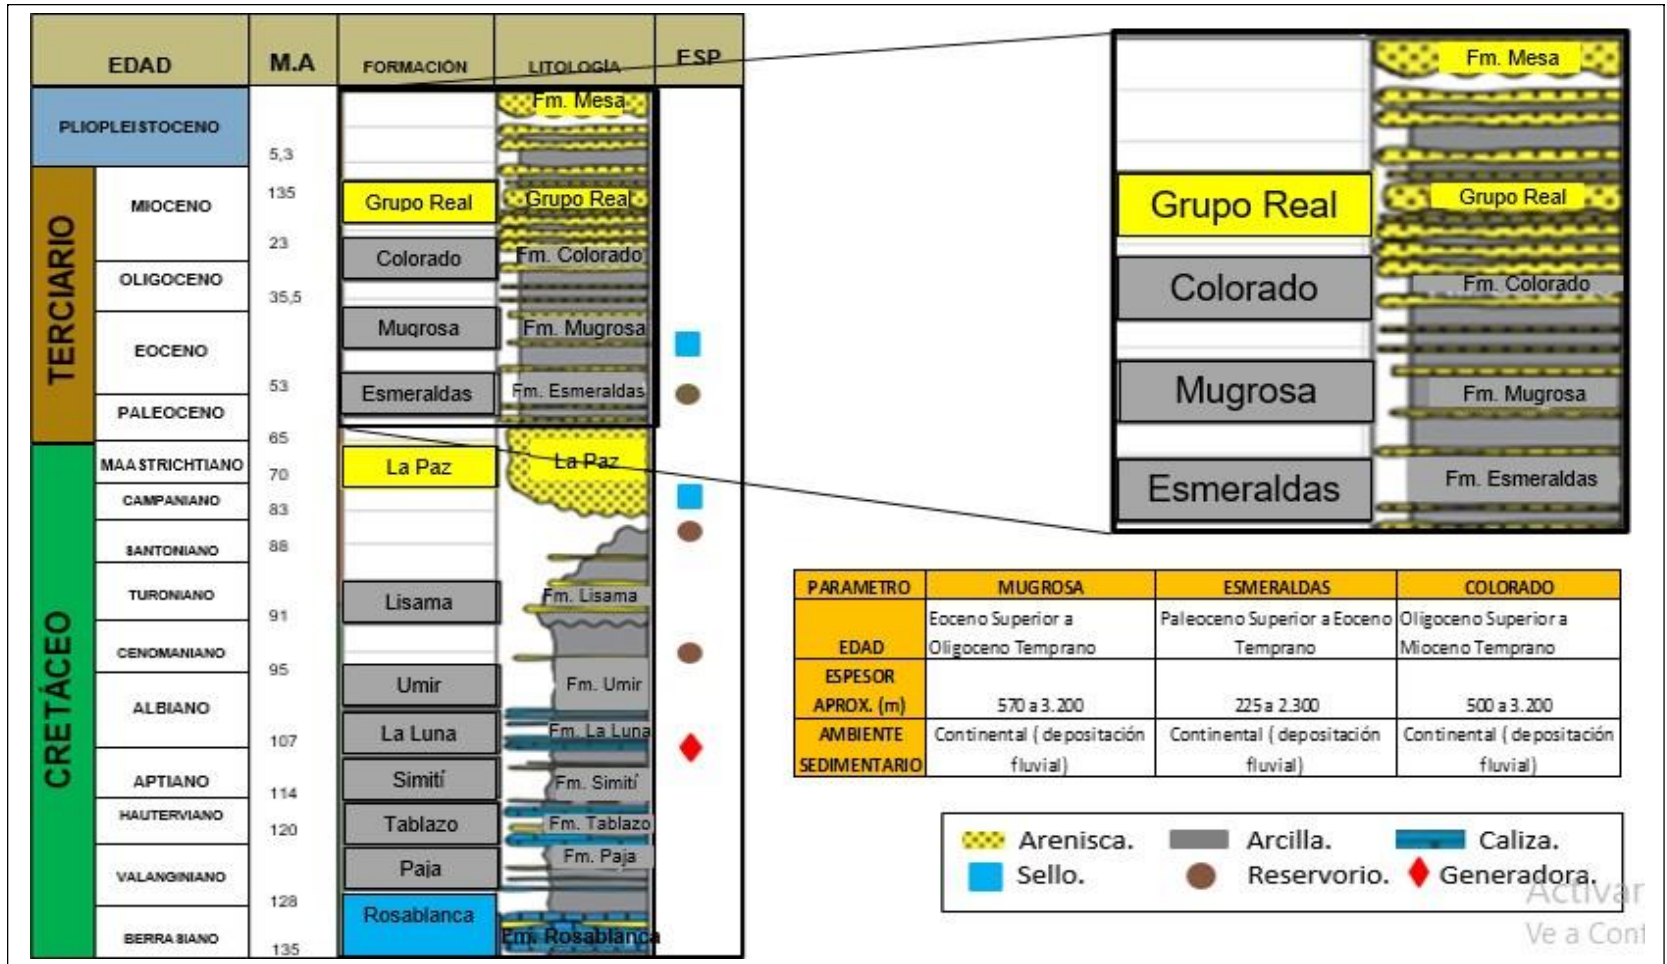 EDAD M.A FORMACIÓN LITOLOGÍA ESP
PLIOPLEISTOCENO
TERCIARIO
MIOCENO
OLIGOCENO
EOCENO
PALEOCENO
CRETÁCEO
MAASTRICHTIANO
CAMPANIANO
SANTONIANO
TURONIANO
CENOMANIANO
ALBIANO
APTIANO
HAUTERVIANO
VALANGINIANO
BERRASIANO
5,3
135
23
35,5
53
65
70
83
88
91
95
107
114
120
128
135
Grupo Real
Colorado
Mugrosa
Esmeraldas
La Paz
Lisama
Umir
La Luna
Simití
Tablazo
Paja
Rosablanca
Fm. Mesa
Grupo Real
Fm. Colorado
Fm. Mugrosa
Fm. Esmeraldas
La Paz
Fm. Lisama
Fm. Umir
Fm. La Luna
Fm. Simití
Fm. Tablazo
Fm. Paja
Fm. Rosablanca
Grupo Real
Colorado
Mugrosa
Esmeraldas
Fm. Mesa
Grupo Real
Fm. Colorado
Fm. Mugrosa
Fm. Esmeraldas
PARAMETRO MUGROSA ESMERALDAS COLORADO
Eoceno Superior a Paleoceno Superior a Eoceno Oligoceno Superior a
EDAD Oligoceno Temprano Temprano Mioceno Temprano
ESPESOR
APROX. (m) 570 a 3.200 225 a 2.300 500 a 3.200
AMBIENTE Continental ( depositación Continental ( depositación Continental ( depositación
SEDIMENTARIO fluvial) fluvial) fluvial)
Arenisca. Arcilla. Caliza.
Sello. Reservorio. Generadora.
Activar
Ve a Conf